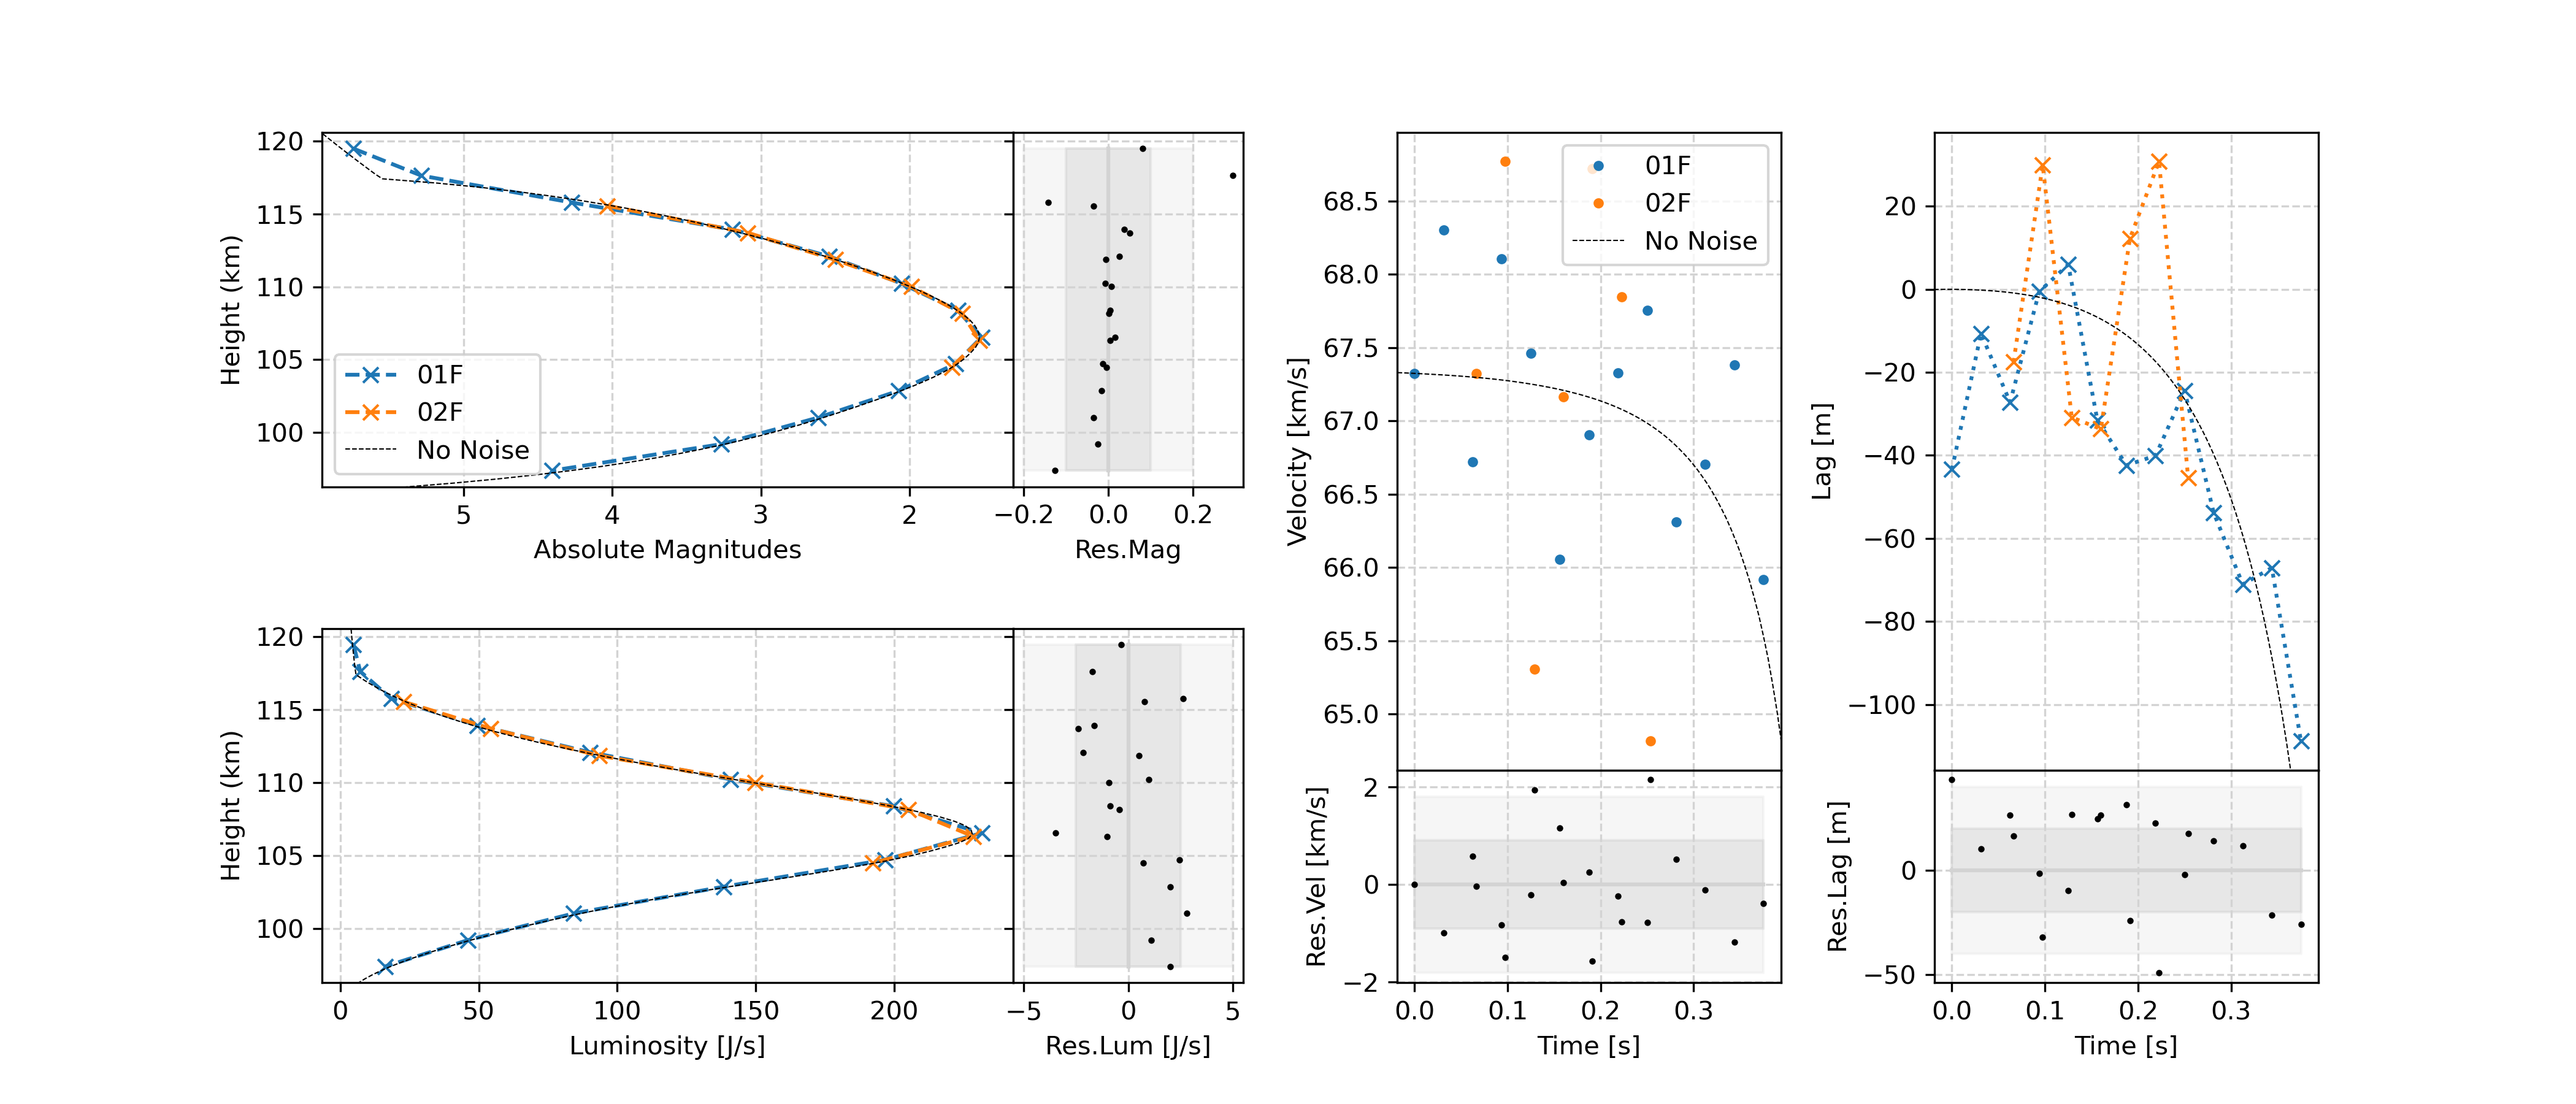 120
115
110
105
100
Height (km)
01F
02F
No Noise
5
4
3
2
Absolute Magnitudes
−0.2
0.0
0.2
Res.Mag
120
115
110
105
100
Height (km)
0
50
100
150
200
Luminosity [J/s]
−5
0
5
Res.Lum [J/s]
68.5
68.0
67.5
67.0
66.5
66.0
65.5
65.0
Velocity [km/s]
01F
02F
No Noise
2
0
−2
Res.Vel [km/s]
0.0
0.1
0.2
0.3
Time [s]
20
0
−20
−40
−60
−80
−100
Lag [m]
0
−50
Res.Lag [m]
0.0
0.1
0.2
0.3
Time [s]